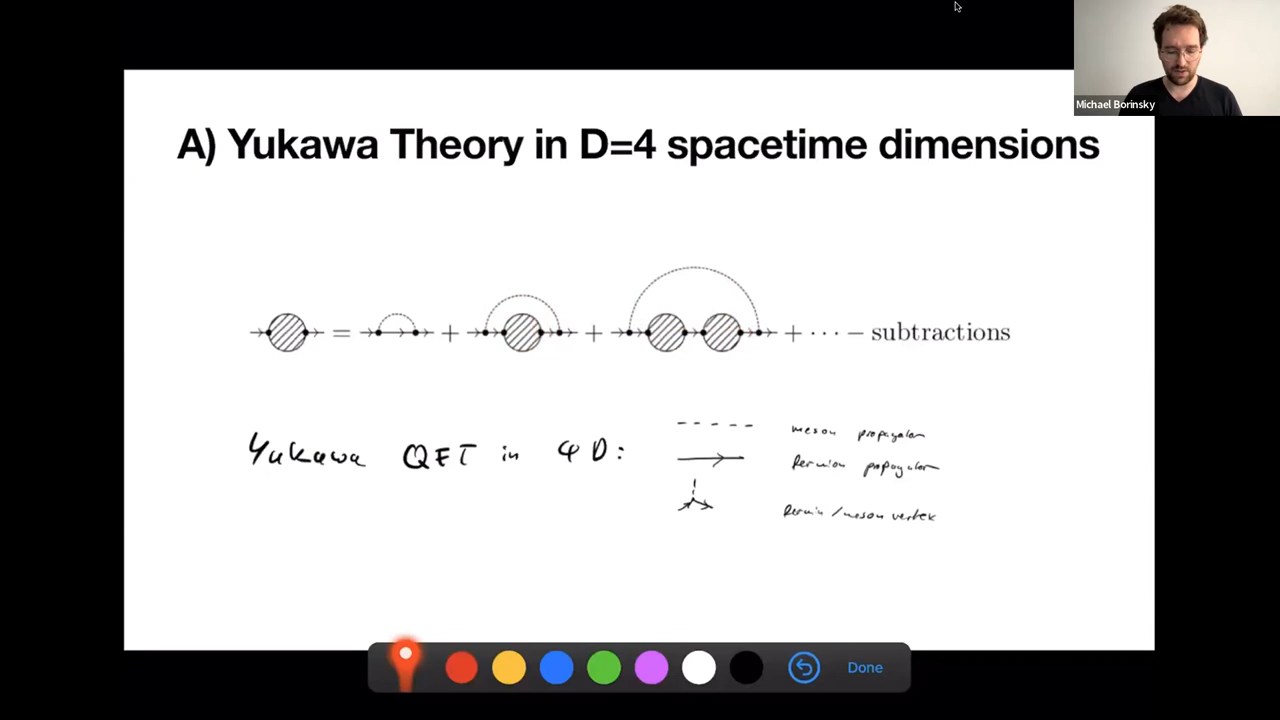 Michael Borinsky
A) Yukawa Theory in D=4 spacetime dimensions
= + + + ⋯ − subtractions
Yukawa QFT in 4D:
meson propagator
Fermion propagator
Fermion/meson vertex
Done